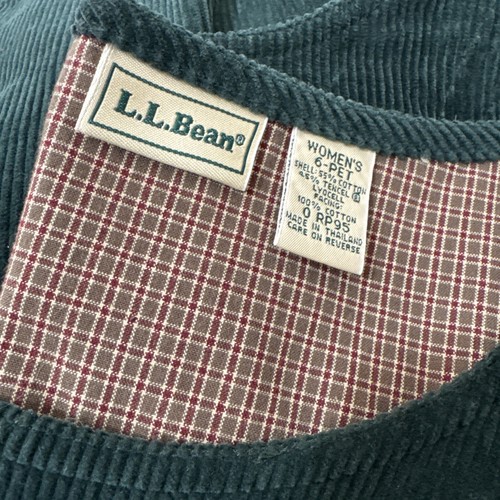 L.L.Bean®
WOMEN'S
6-PET
SHELL: 55% COTTON
45% TENCEL ®
LYOCELL
FACING:
100% COTTON
0 RP95
MADE IN THAILAND
CARE ON REVERSE